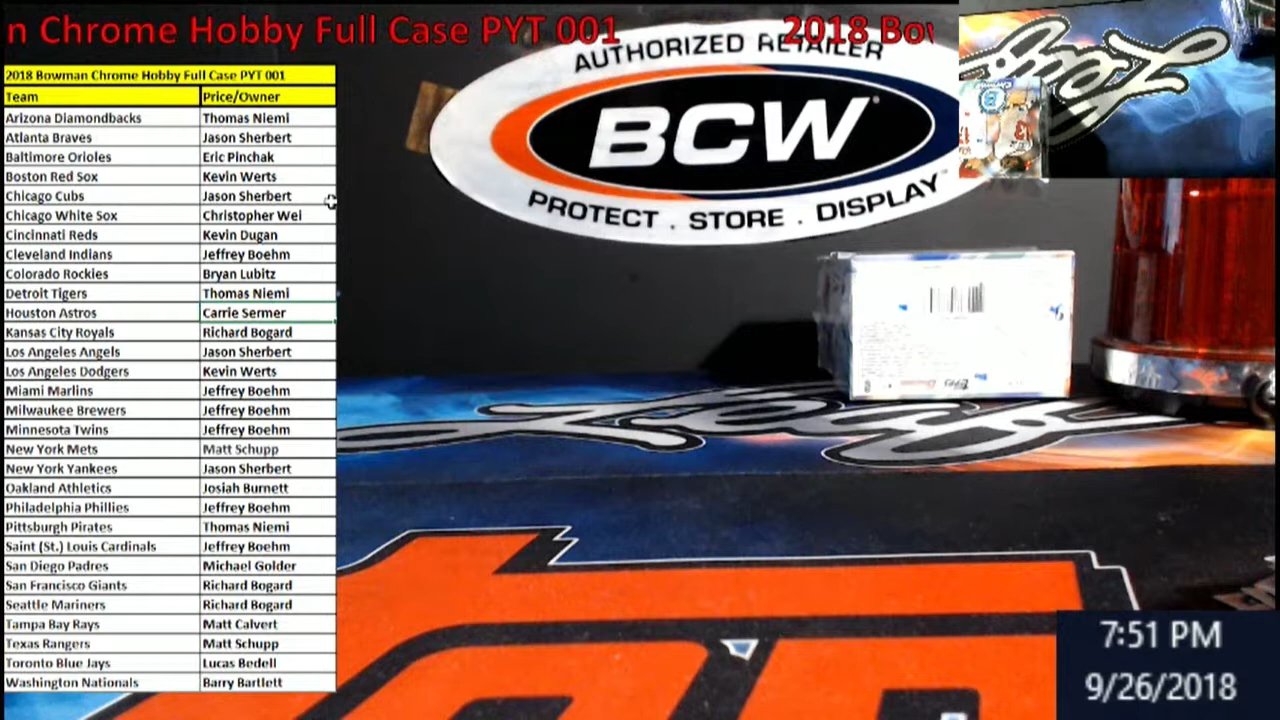 n Chrome Hobby Full Case PYT 001 2018 Bow
2018 Bowman Chrome Hobby Full Case PYT 001
Team Price/Owner
Arizona Diamondbacks Thomas Niemi
Atlanta Braves Jason Sherbert
Baltimore Orioles Eric Pinchak
Boston Red Sox Kevin Werts
Chicago Cubs Jason Sherbert
Chicago White Sox Christopher Wei
Cincinnati Reds Kevin Dugan
Cleveland Indians Jeffrey Boehm
Colorado Rockies Bryan Lubitz
Detroit Tigers Thomas Niemi
Houston Astros Carrie Sermer
Kansas City Royals Richard Bogard
Los Angeles Angels Jason Sherbert
Los Angeles Dodgers Kevin Werts
Miami Marlins Jeffrey Boehm
Milwaukee Brewers Jeffrey Boehm
Minnesota Twins Jeffrey Boehm
New York Mets Matt Schupp
New York Yankees Jason Sherbert
Oakland Athletics Josiah Burnett
Philadelphia Phillies Jeffrey Boehm
Pittsburgh Pirates Thomas Niemi
Saint (St.) Louis Cardinals Jeffrey Boehm
San Diego Padres Michael Golder
San Francisco Giants Richard Bogard
Seattle Mariners Richard Bogard
Tampa Bay Rays Matt Calvert
Texas Rangers Matt Schupp
Toronto Blue Jays Lucas Bedell
Washington Nationals Barry Bartlett
AUTHORIZED RETAILER
BCW
PROTECT . STORE . DISPLAY
Leaf
Leaf
7:51 PM
9/26/2018